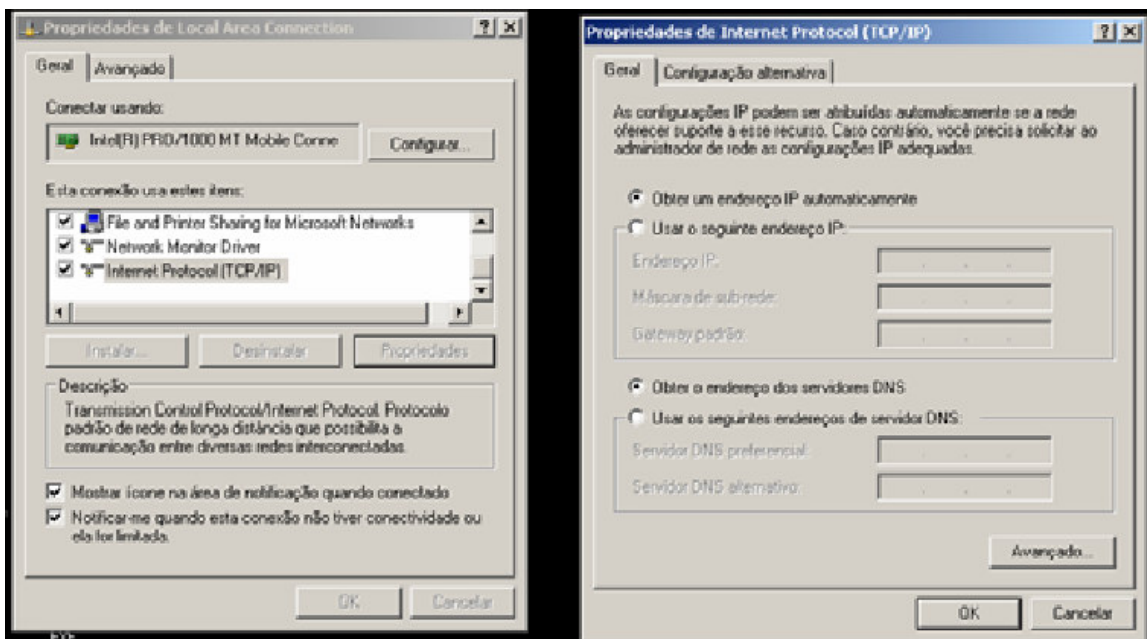 Propriedades de Local Area Connection
Geral
Avançado
Conectar usando:
Intel(R) PRO/1000 MT Mobile Conne
Configurar...
Esta conexão usa estes itens:
File and Printer Sharing for Microsoft Networks
Network Monitor Driver
Internet Protocol (TCP/IP)
Instalar...
Desinstalar
Propriedades
Descrição
Transmission Control Protocol/Internet Protocol. Protocolo
padrão de rede de longa distância que possibilita a
comunicação entre diversas redes interconectadas.
Mostrar ícone na área de notificação quando conectado
Notificar-me quando esta conexão não tiver conectividade ou
ela for limitada.
OK
Cancelar
Propriedades de Internet Protocol (TCP/IP)
Geral
Configuração alternativa
As configurações IP podem ser atribuídas automaticamente se a rede
oferecer suporte a esse recurso. Caso contrário, você precisa solicitar ao
administrador de rede as configurações IP adequadas.
Obter um endereço IP automaticamente
Usar o seguinte endereço IP:
Endereço IP:
Máscara de sub-rede:
Gateway padrão:
Obter o endereço dos servidores DNS
Usar os seguintes endereços de servidor DNS:
Servidor DNS preferencial:
Servidor DNS alternativo:
Avançado...
OK
Cancelar